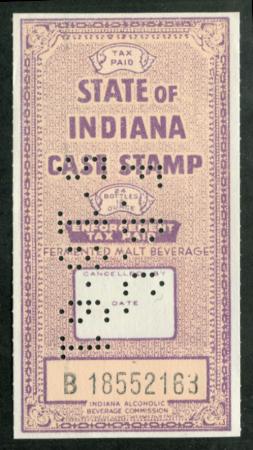 TAX
PAID
STATE OF
INDIANA
CASE STAMP
24
BOTTLES
ENFORCEMENT
TAX PAID
FERMENTED MALT BEVERAGE
CANCELLED BY
DATE
B 18552163
INDIANA ALCOHOLIC
BEVERAGE COMMISSION